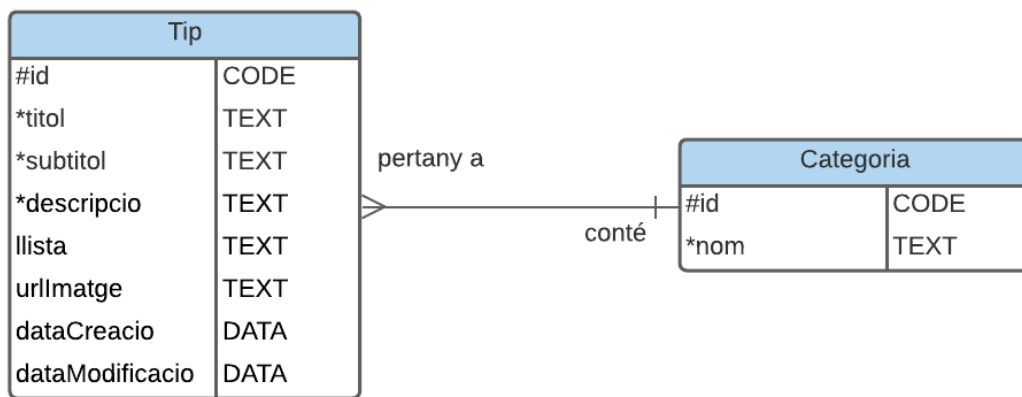 Tip
#id CODE
*titol TEXT
*subtitol TEXT
*descripcio TEXT
llista TEXT
urlImatge TEXT
dataCreacio DATA
dataModificacio DATA
pertany a
conté
Categoria
#id CODE
*nom TEXT